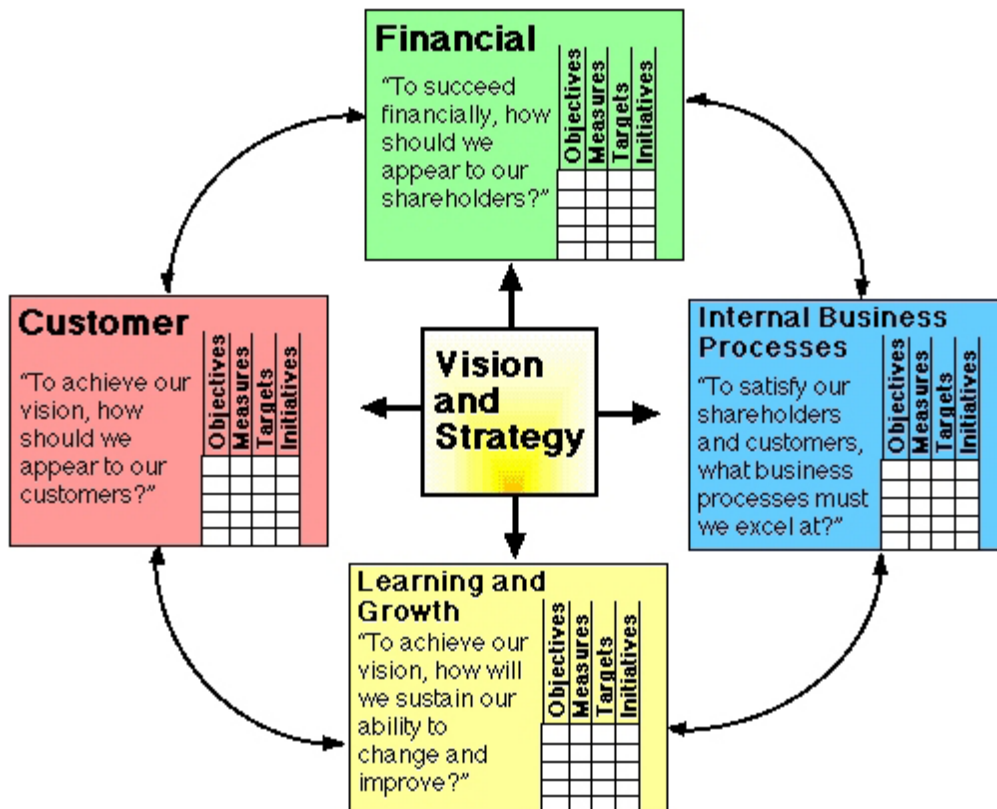 Financial
“To succeed
financially, how
should we
appear to our
shareholders?”
Objectives
Measures
Targets
Initiatives
Customer
“To achieve our
vision, how
should we
appear to our
customers?”
Objectives
Measures
Targets
Initiatives
Vision
and
Strategy
Internal Business
Processes
“To satisfy our
shareholders
and customers,
what business
processes must
we excel at?”
Objectives
Measures
Targets
Initiatives
Learning and
Growth
“To achieve our
vision, how will
we sustain our
ability to
change and
improve?”
Objectives
Measures
Targets
Initiatives